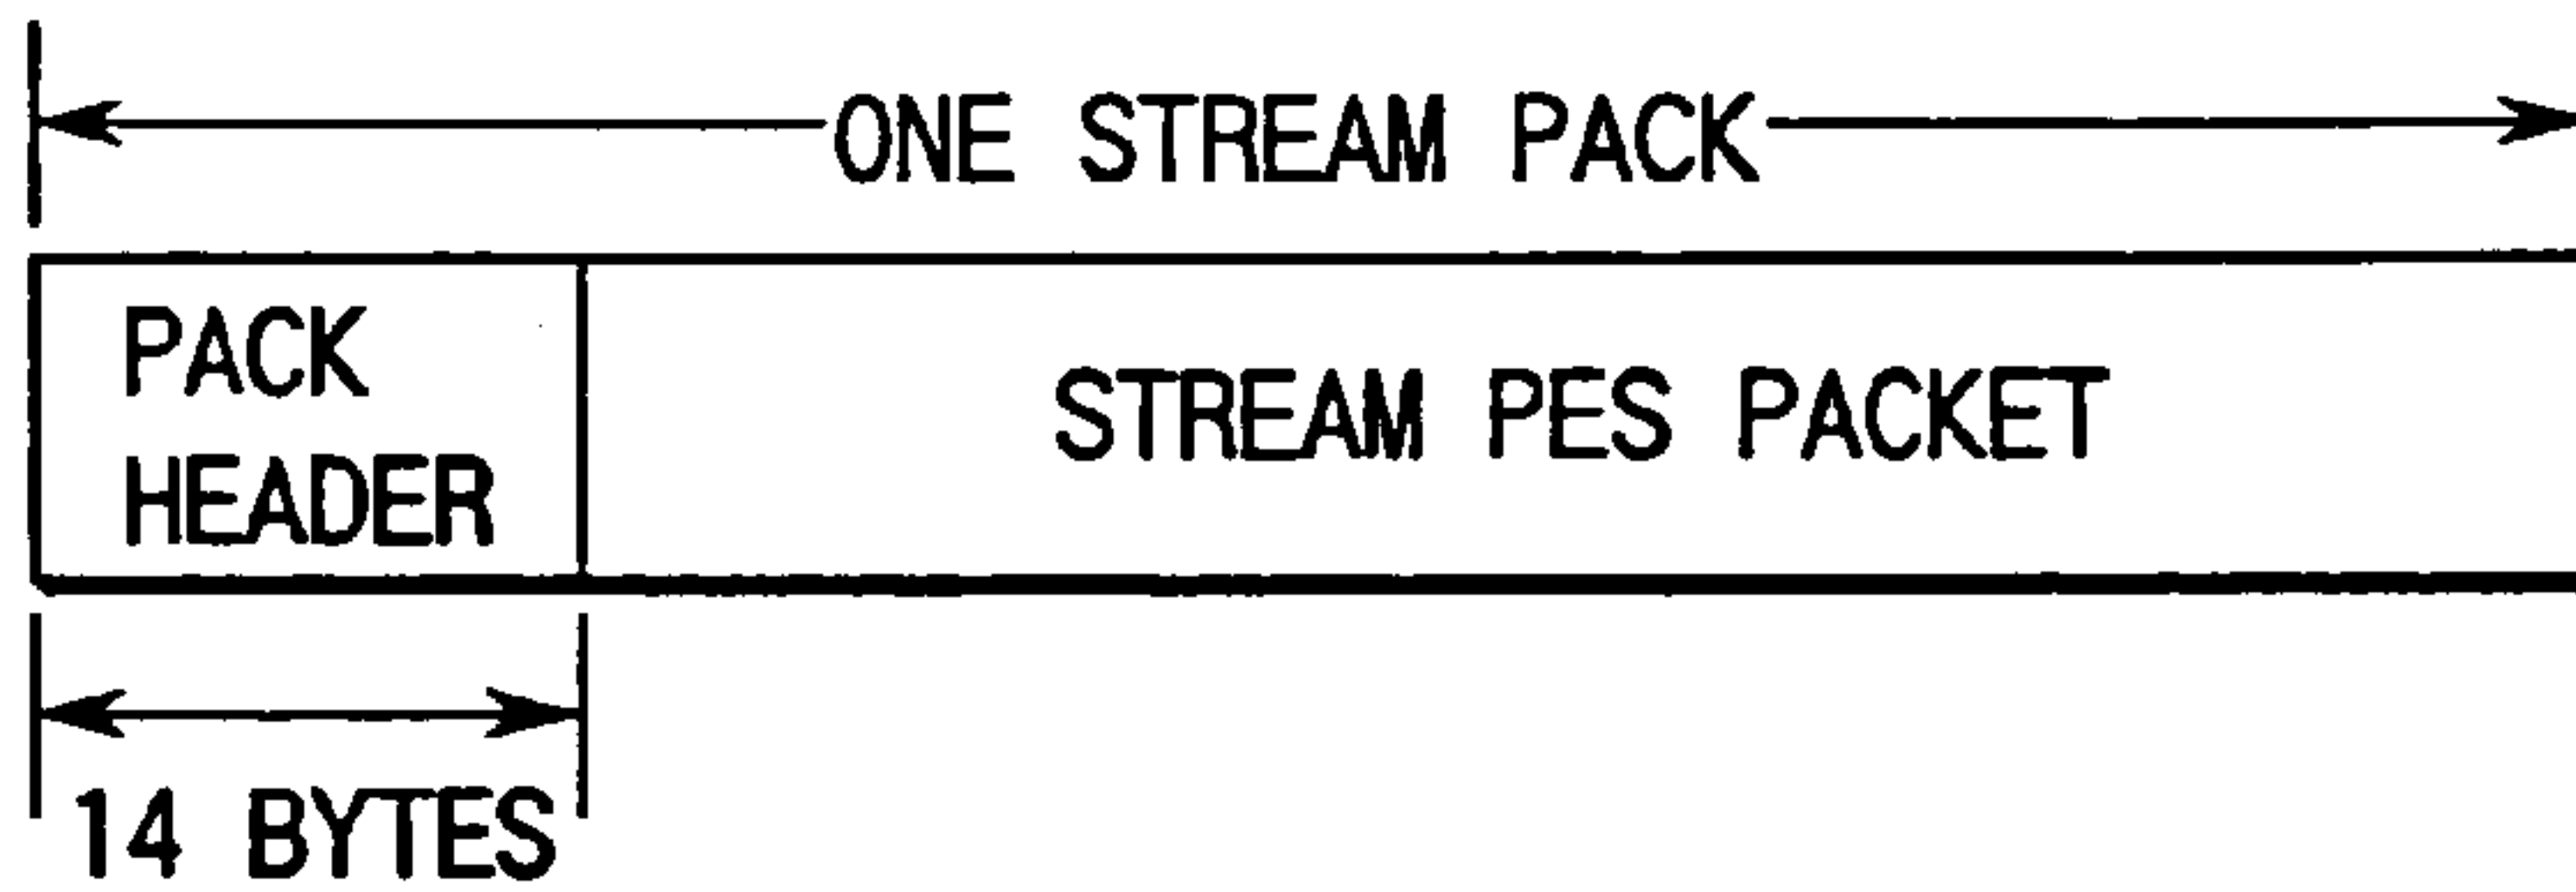 ONE STREAM PACK
PACK
HEADER
STREAM PES PACKET
14 BYTES